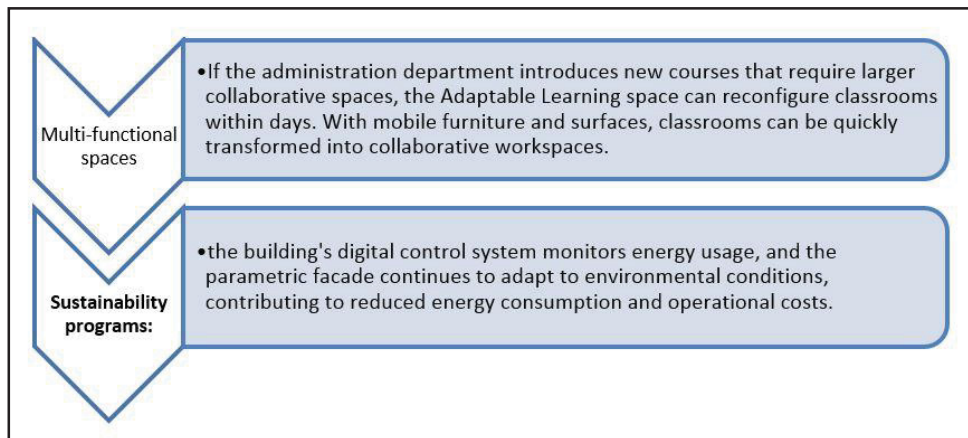 Multi-functional
spaces
•If the administration department introduces new courses that require larger
collaborative spaces, the Adaptable Learning space can reconfigure classrooms
within days. With mobile furniture and surfaces, classrooms can be quickly
transformed into collaborative workspaces.
Sustainability
programs:
•the building's digital control system monitors energy usage, and the
parametric facade continues to adapt to environmental conditions,
contributing to reduced energy consumption and operational costs.